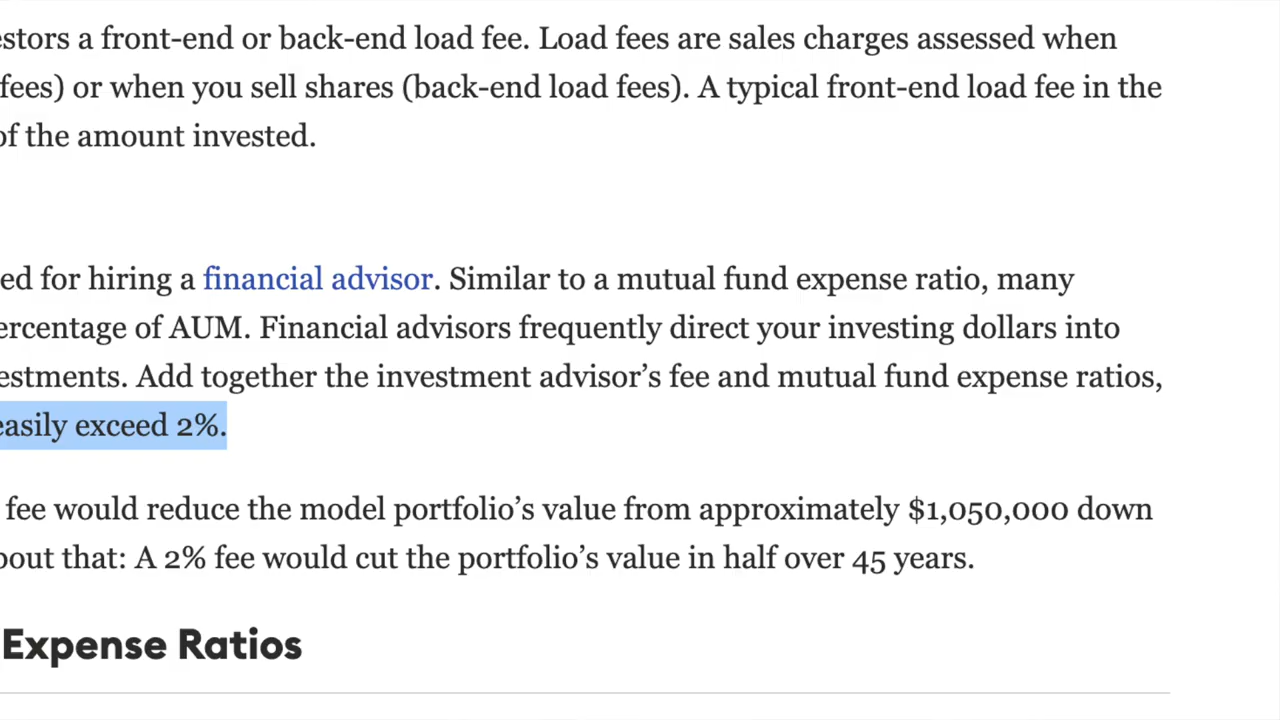 estors a front-end or back-end load fee. Load fees are sales charges assessed when
fees) or when you sell shares (back-end load fees). A typical front-end load fee in the
of the amount invested.
ed for hiring a financial advisor. Similar to a mutual fund expense ratio, many
ercentage of AUM. Financial advisors frequently direct your investing dollars into
estments. Add together the investment advisor’s fee and mutual fund expense ratios,
easily exceed 2%.
fee would reduce the model portfolio’s value from approximately $1,050,000 down
bout that: A 2% fee would cut the portfolio’s value in half over 45 years.
Expense Ratios